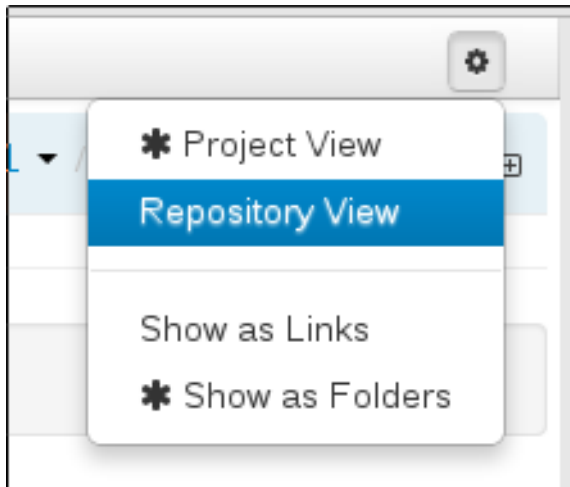 ✱ Project View
Repository View
Show as Links
✱ Show as Folders